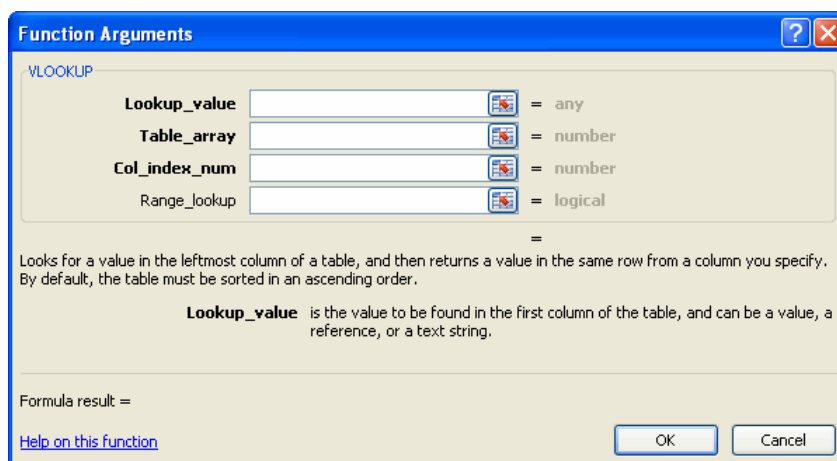 Function Arguments
VLOOKUP
Lookup_value = any
Table_array = number
Col_index_num = number
Range_lookup = logical
=
Looks for a value in the leftmost column of a table, and then returns a value in the same row from a column you specify.
By default, the table must be sorted in an ascending order.
Lookup_value is the value to be found in the first column of the table, and can be a value, a
reference, or a text string.
Formula result =
Help on this function
OK Cancel